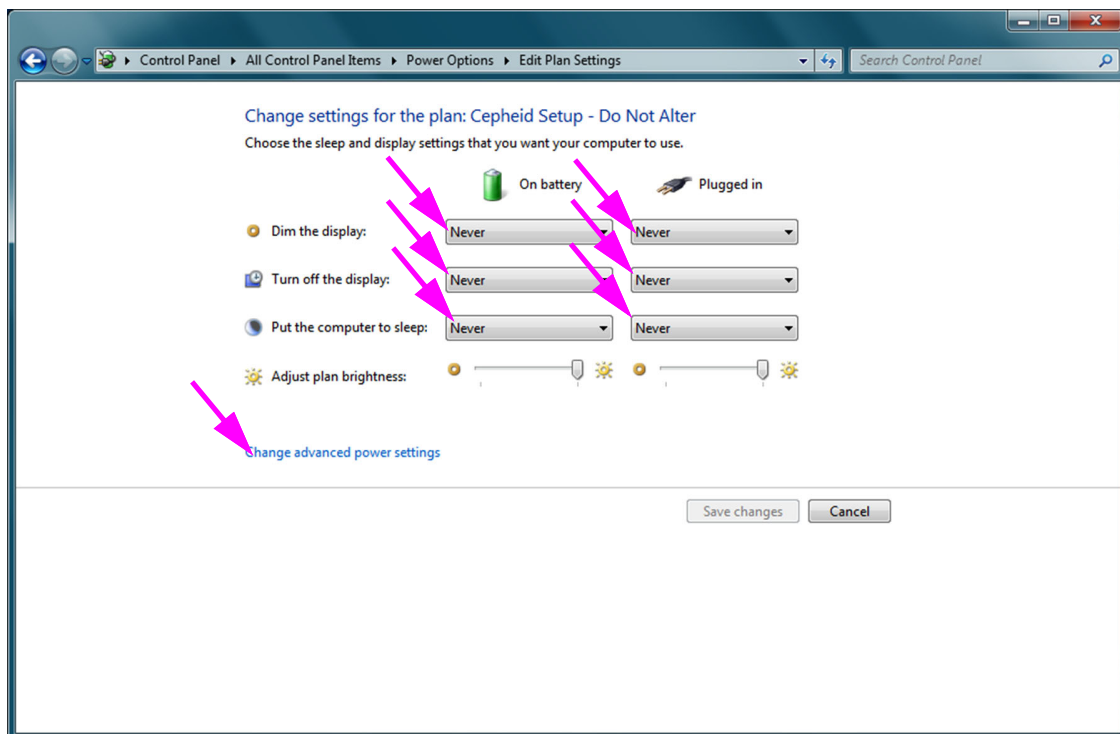 Control Panel All Control Panel Items Power Options Edit Plan Settings Search Control Panel
Change settings for the plan: Cepheid Setup - Do Not Alter
Choose the sleep and display settings that you want your computer to use.
On battery Plugged in
Dim the display: Never Never
Turn off the display: Never Never
Put the computer to sleep: Never Never
Adjust plan brightness:
Change advanced power settings
Save changes Cancel